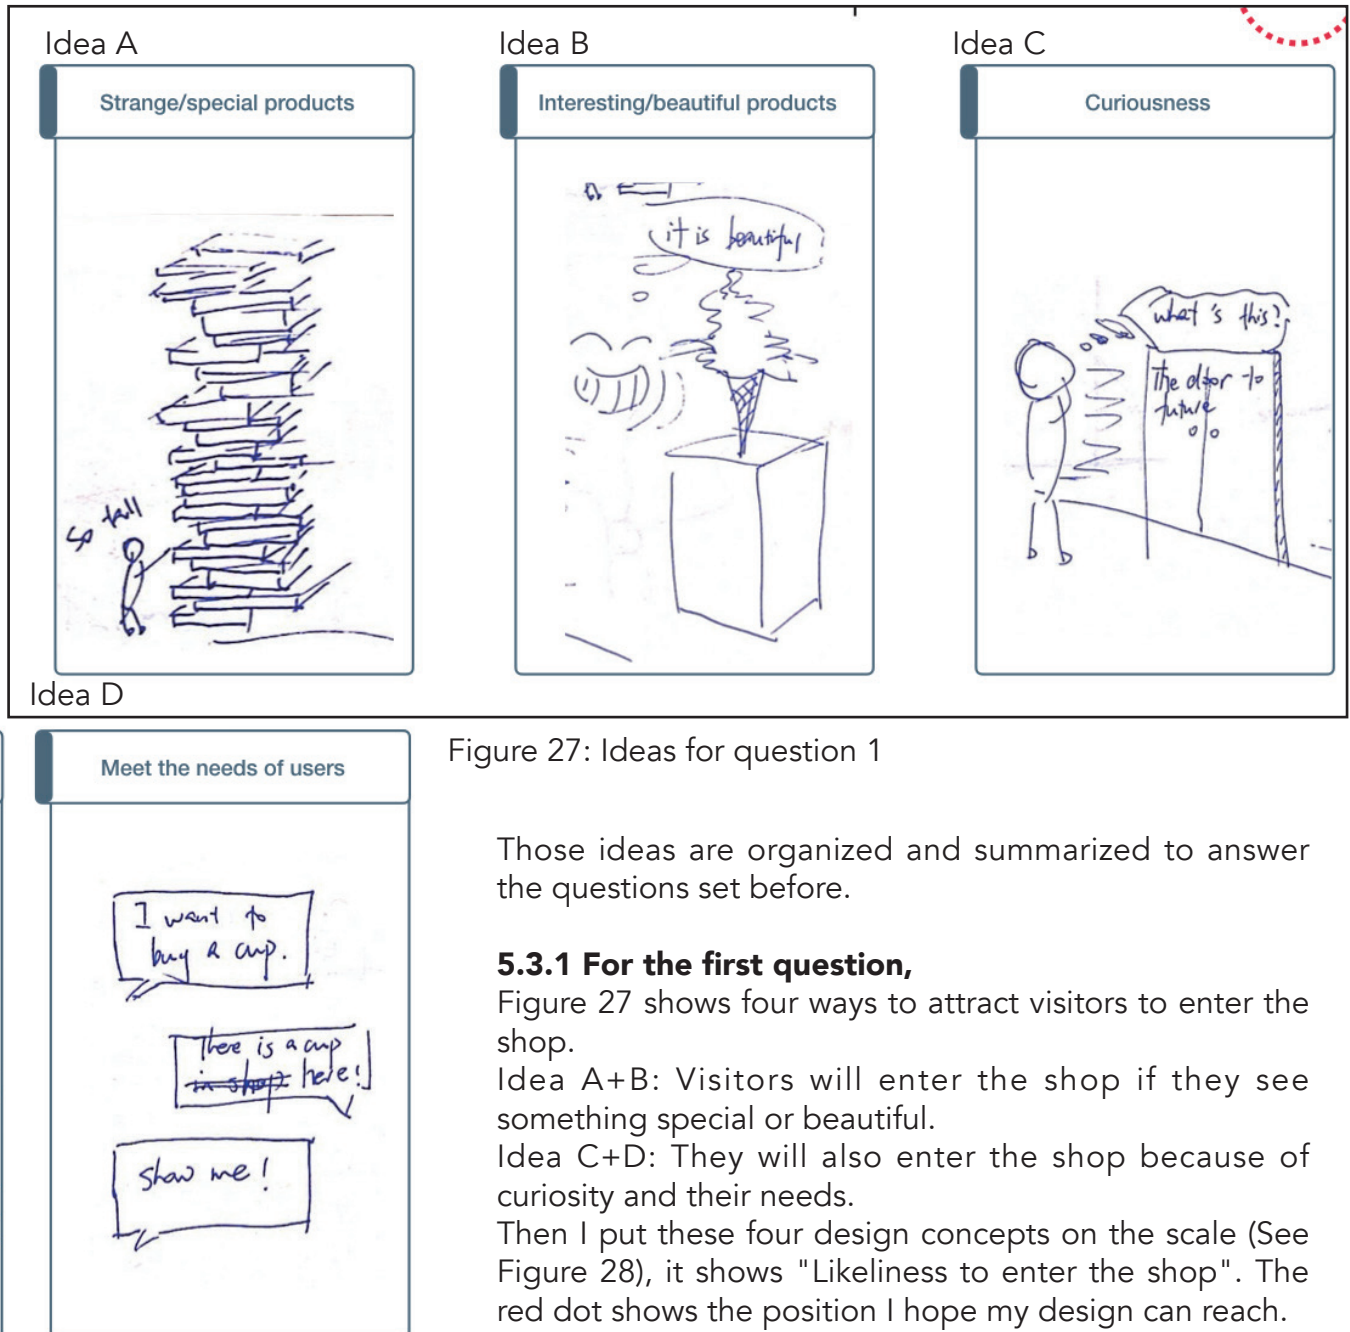 Idea A
Idea B
Idea C
Strange/special products
Interesting/beautiful products
Curiousness
so tall
it is beautiful
what's this?
The door to
future
Idea D
Meet the needs of users
I want to
buy a cup.
There is a cup
in shop here!
show me!
Figure 27: Ideas for question 1
Those ideas are organized and summarized to answer
the questions set before.
5.3.1 For the first question,
Figure 27 shows four ways to attract visitors to enter the
shop.
Idea A+B: Visitors will enter the shop if they see
something special or beautiful.
Idea C+D: They will also enter the shop because of
curiosity and their needs.
Then I put these four design concepts on the scale (See
Figure 28), it shows "Likeliness to enter the shop". The
red dot shows the position I hope my design can reach.